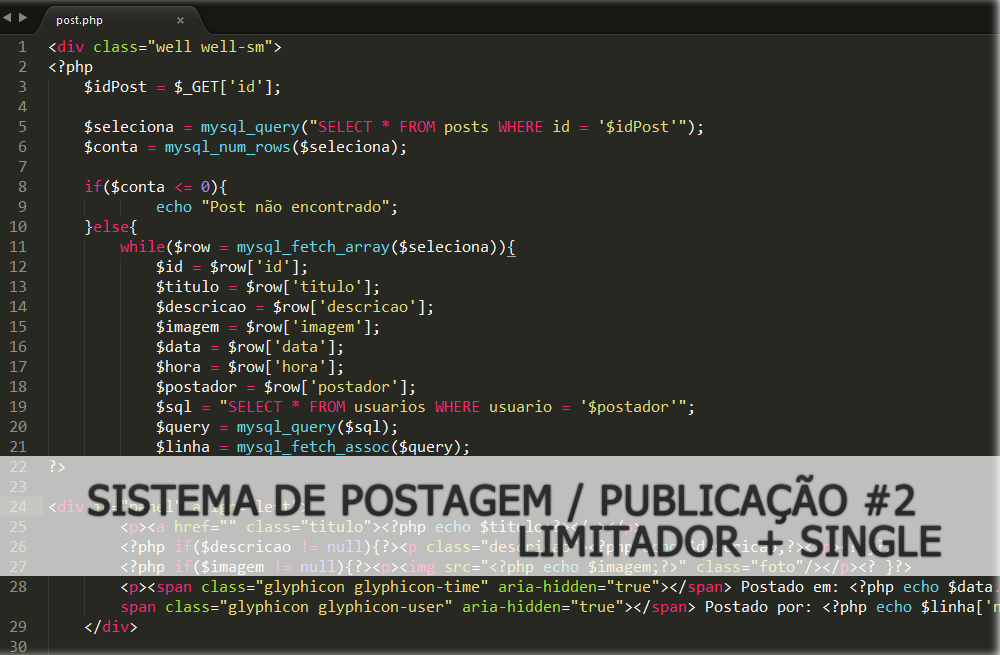 post.php ×
1 <div class="well well-sm">
2 <?php
3 $idPost = $_GET['id'];
4
5 $seleciona = mysql_query("SELECT * FROM posts WHERE id = '$idPost'");
6 $conta = mysql_num_rows($seleciona);
7
8 if($conta <= 0){
9 echo "Post não encontrado";
10 }else{
11 while($row = mysql_fetch_array($seleciona)){
12 $id = $row['id'];
13 $titulo = $row['titulo'];
14 $descricao = $row['descricao'];
15 $imagem = $row['imagem'];
16 $data = $row['data'];
17 $hora = $row['hora'];
18 $postador = $row['postador'];
19 $sql = "SELECT * FROM usuarios WHERE usuario = '$postador'";
20 $query = mysql_query($sql);
21 $linha = mysql_fetch_assoc($query);
22 ?>
23
SISTEMA DE POSTAGEM / PUBLICAÇÃO #2
LIMITADOR + SINGLE
24 <div
25 <p><a href="" class="titulo"><?php echo
26 <?php if($descricao != null){?><p class=
27 <?php if($imagem != null){?><p><img src="<?php echo $imagem;?>" class="foto"/></p><? }?>
28 <p><span class="glyphicon glyphicon-time" aria-hidden="true"></span> Postado em: <?php echo $data.
span class="glyphicon glyphicon-user" aria-hidden="true"></span> Postado por: <?php echo $linha['n
29 </div>
30